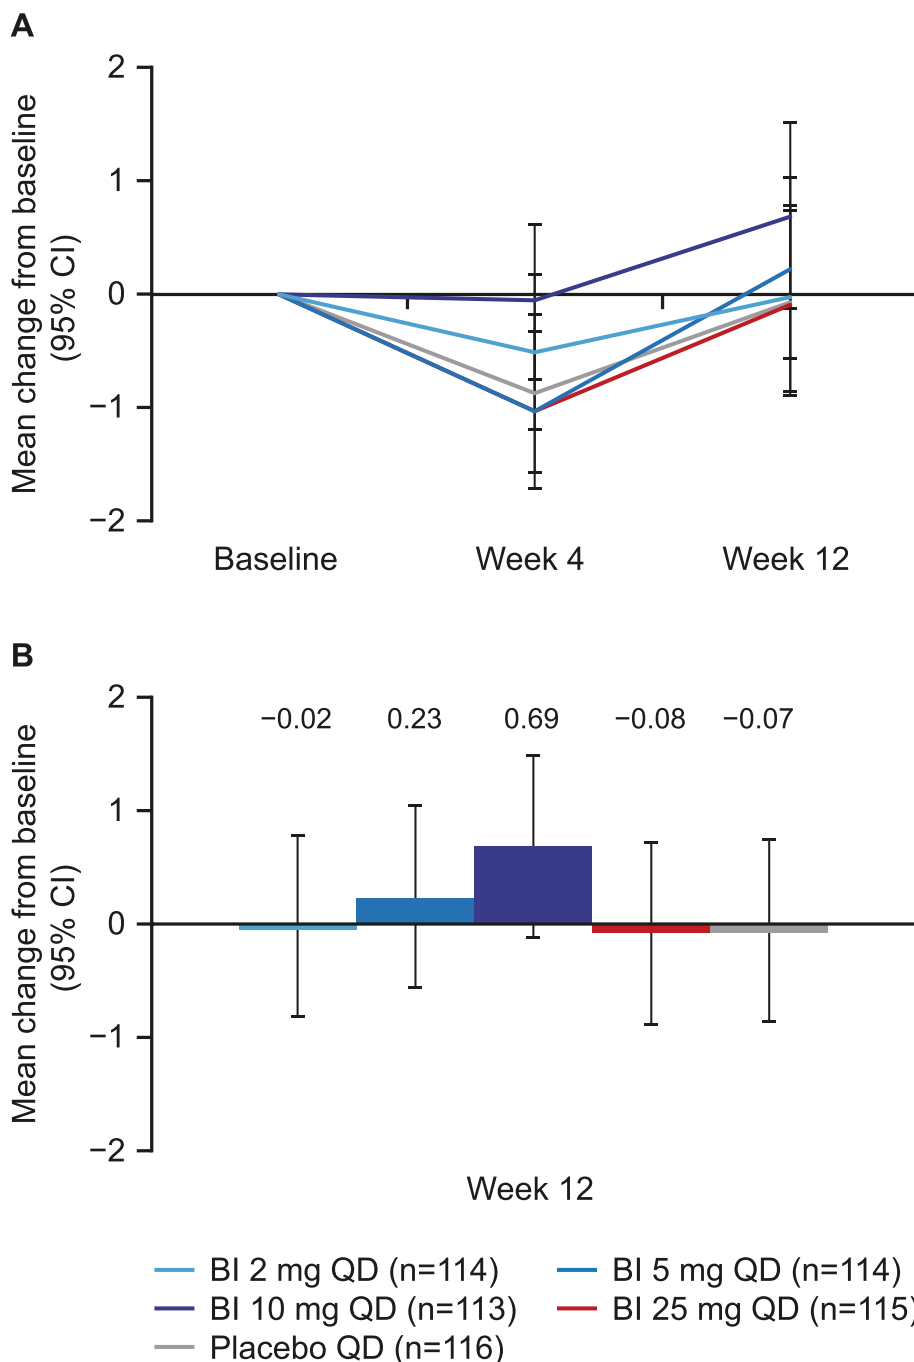 A
Mean change from baseline
(95% CI)
2
1
0
−1
−2
Baseline Week 4 Week 12
B
Mean change from baseline
(95% CI)
2
1
0
−1
−2
−0.02 0.23 0.69 −0.08 −0.07
Week 12
BI 2 mg QD (n=114) BI 5 mg QD (n=114)
BI 10 mg QD (n=113) BI 25 mg QD (n=115)
Placebo QD (n=116)